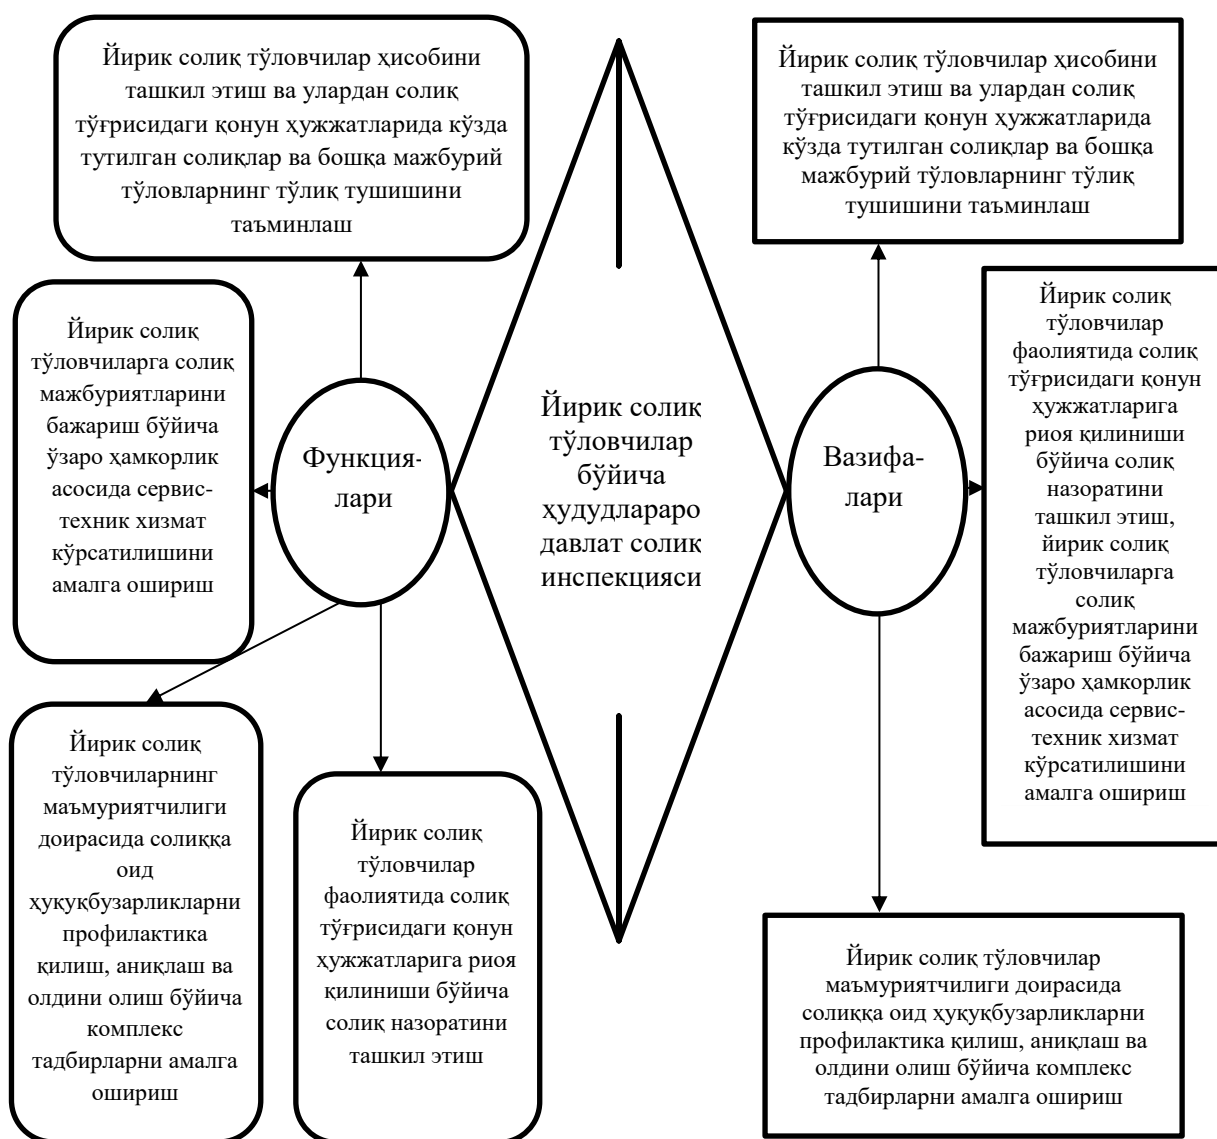 Йирик солиқ тўловчилар ҳисобини
ташкил этиш ва улардан солиқ
тўғрисидаги қонун ҳужжатларида кўзда
тутилган солиқлар ва бошқа мажбурий
тўловларнинг тўлиқ тушишини
таъминлаш
Йирик солиқ тўловчилар ҳисобини
ташкил этиш ва улардан солиқ
тўғрисидаги қонун ҳужжатларида
кўзда тутилган солиқлар ва бошқа
мажбурий тўловларнинг тўлиқ
тушишини таъминлаш
Йирик солиқ
тўловчиларга солиқ
мажбуриятларини
бажариш бўйича
ўзаро ҳамкорлик
асосида сервис-
техник хизмат
кўрсатилишини
амалга ошириш
Функция-
лари
Йирик солиқ
тўловчилар
бўйича
ҳудудлараро
давлат солиқ
инспекцияси
Вазифа-
лари
Йирик солиқ
тўловчилар
фаолиятида солиқ
тўғрисидаги қонун
ҳужжатларига
риоя қилиниши
бўйича солиқ
назоратини
ташкил этиш,
йирик солиқ
тўловчиларга
солиқ
мажбуриятларини
бажариш бўйича
ўзаро ҳамкорлик
асосида сервис-
техник хизмат
кўрсатилишини
амалга ошириш
Йирик солиқ
тўловчиларнинг
маъмуриятчилиги
доирасида солиққа
оид
ҳуқуқбузарликларни
профилактика
қилиш, аниқлаш ва
олдини олиш бўйича
комплекс
тадбирларни амалга
ошириш
Йирик солиқ
тўловчилар
фаолиятида солиқ
тўғрисидаги қонун
ҳужжатларига риоя
қилиниши бўйича
солиқ назоратини
ташкил этиш
Йирик солиқ тўловчилар
маъмуриятчилиги доирасида
солиққа оид ҳуқуқбузарликларни
профилактика қилиш, аниқлаш ва
олдини олиш бўйича комплекс
тадбирларни амалга ошириш